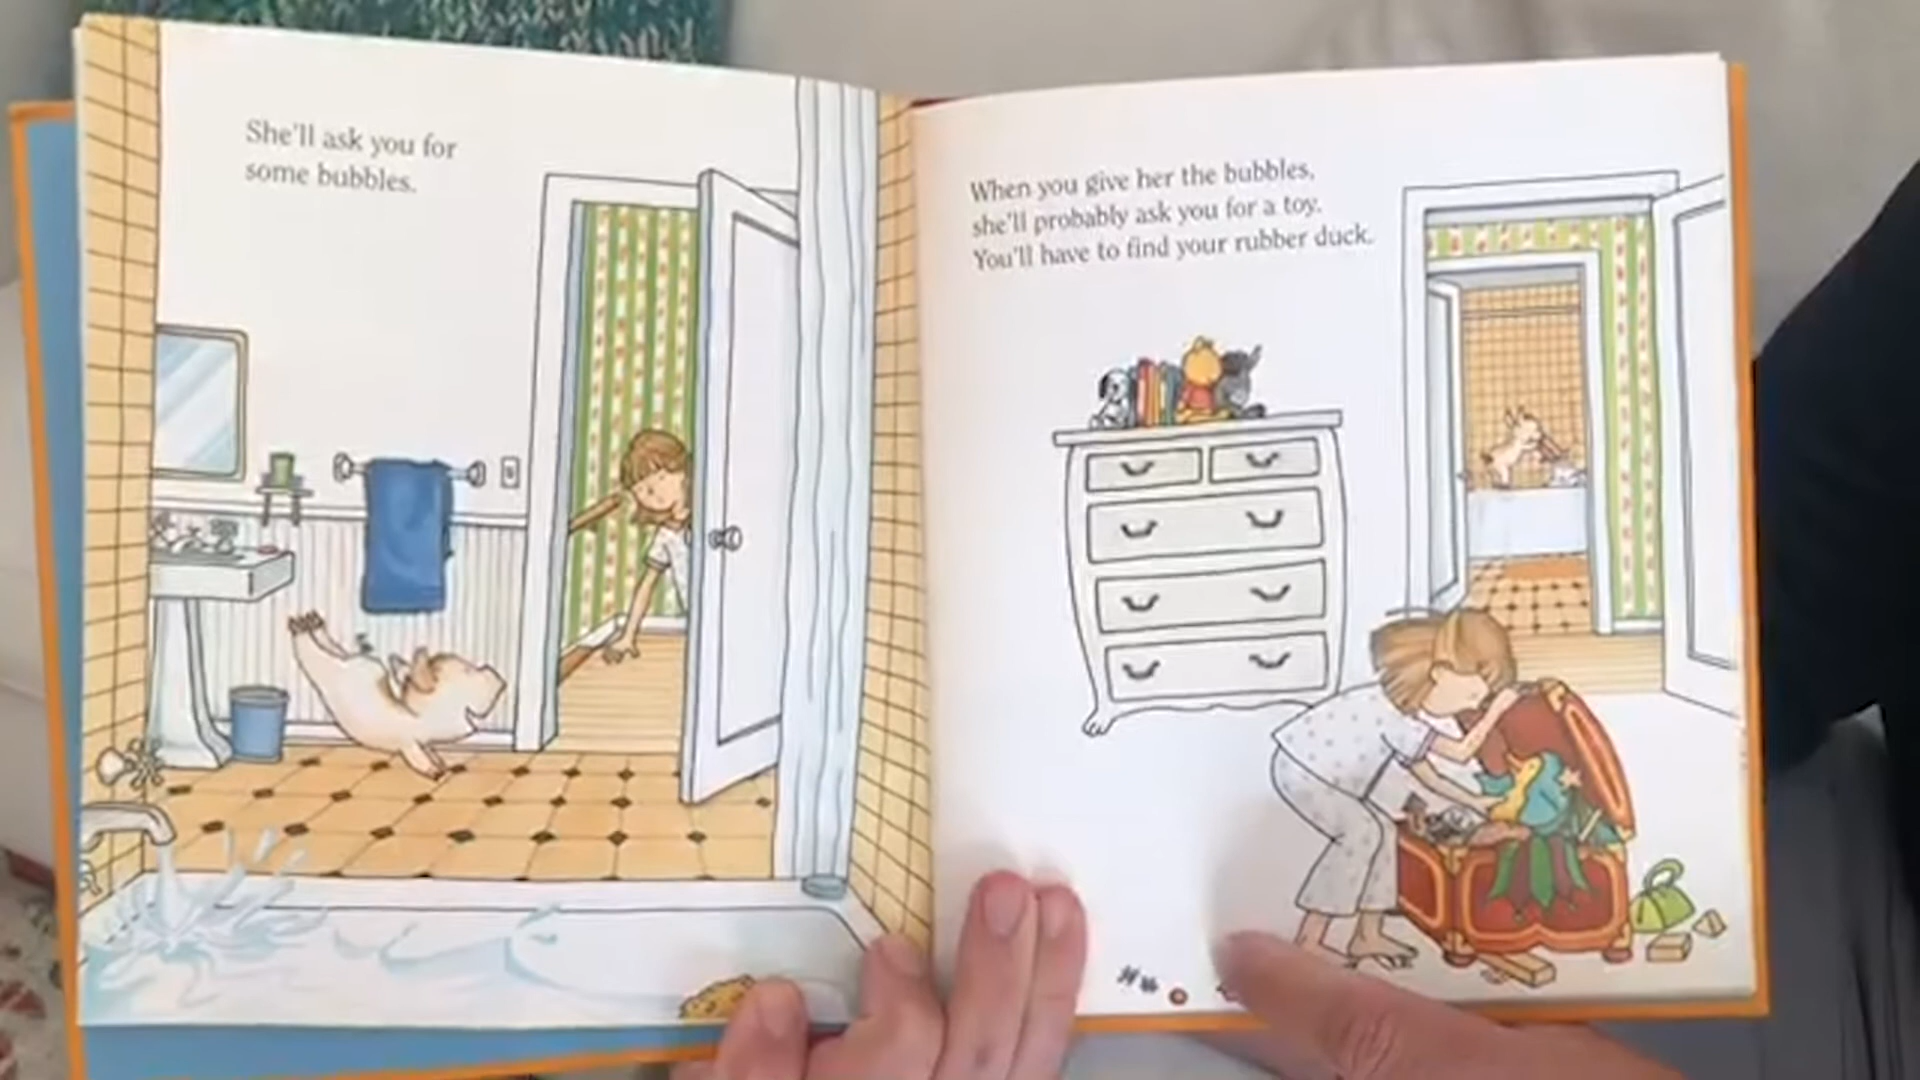 She'll ask you for
some bubbles.
When you give her the bubbles,
she'll probably ask you for a toy.
You'll have to find your rubber duck.